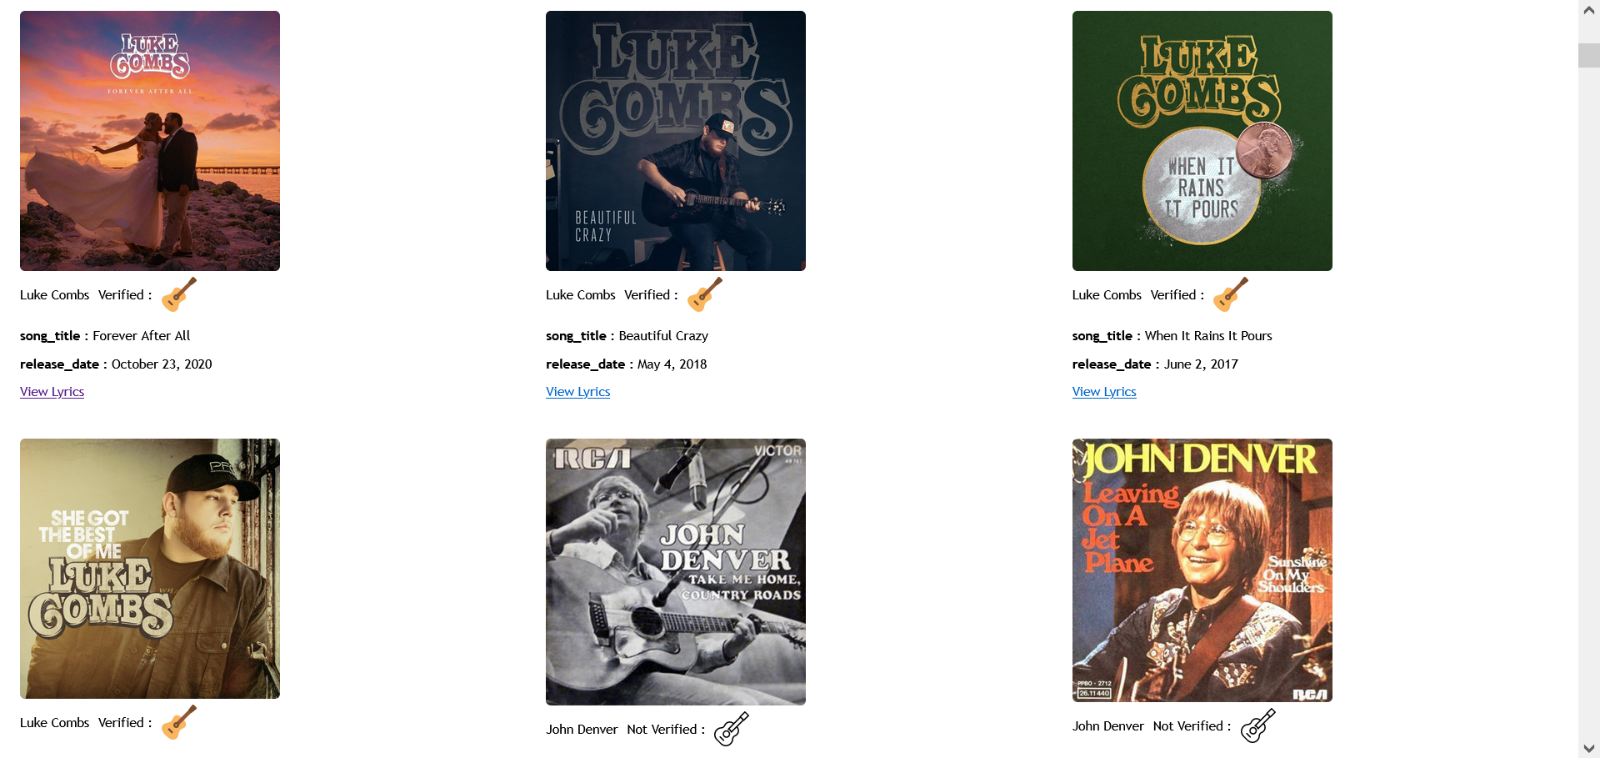 LUKE
COMBS
FOREVER AFTER ALL
Luke Combs Verified :
song_title : Forever After All
release_date : October 23, 2020
View Lyrics
LUKE
COMBS
BEAUTIFUL
CRAZY
Luke Combs Verified :
song_title : Beautiful Crazy
release_date : May 4, 2018
View Lyrics
LUKE
COMBS
WHEN IT
RAINS
IT POURS
Luke Combs Verified :
song_title : When It Rains It Pours
release_date : June 2, 2017
View Lyrics
SHE GOT
THE BEST
OF ME
LUKE
COMBS
Luke Combs Verified :
RCA VICTOR
JOHN
DENVER
TAKE ME HOME,
COUNTRY ROADS
John Denver Not Verified :
JOHN DENVER
Leaving
On A
Jet
Plane
Sunshine
On My
Shoulders
PPBO - 2712
26.11 440
RCA
John Denver Not Verified :